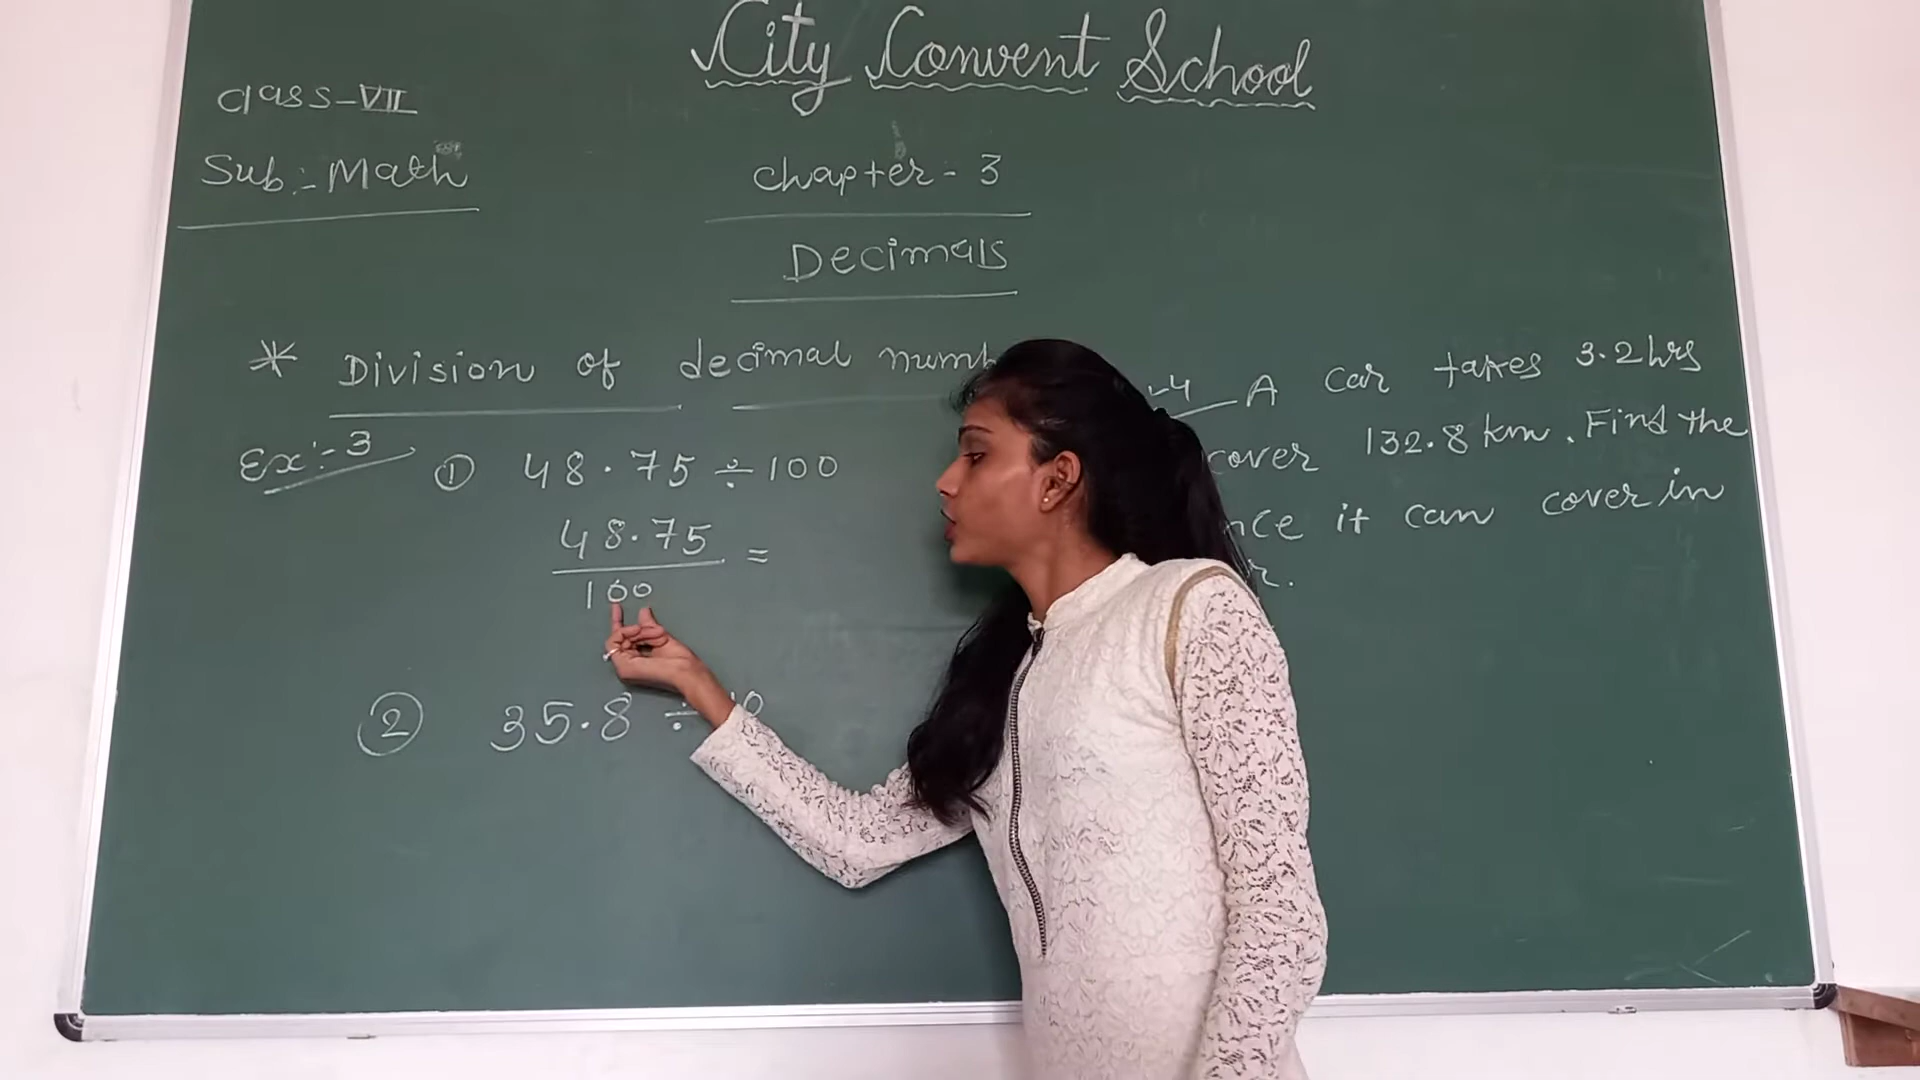 City Convent School
Class-VII
Sub:- Math
Chapter - 3
Decimals
* Division of decimal
Ex:-3
① 48.75 ÷ 100
48.75
100
=
② 35.8 ÷
-4 A car takes 3.2 hrs
cover 132.8 km. Find the
it can cover in